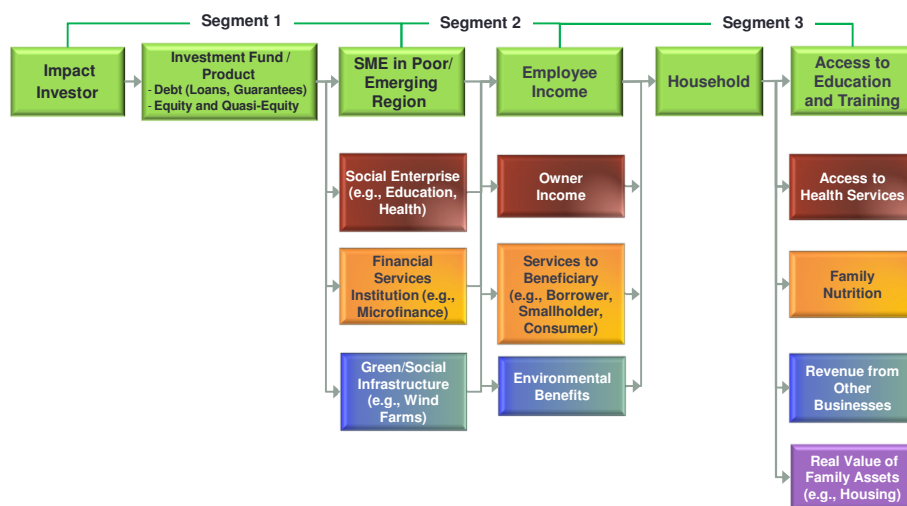 Segment 1
Segment 2
Segment 3
Impact
Investor
Investment Fund /
Product
- Debt (Loans, Guarantees)
- Equity and Quasi-Equity
SME in Poor/
Emerging
Region
Employee
Income
Household
Access to
Education
and Training
Social Enterprise
(e.g., Education,
Health)
Owner
Income
Access to
Health Services
Financial
Services
Institution (e.g.,
Microfinance)
Services to
Beneficiary
(e.g., Borrower,
Smallholder,
Consumer)
Family
Nutrition
Green/Social
Infrastructure
(e.g., Wind
Farms)
Environmental
Benefits
Revenue from
Other
Businesses
Real Value of
Family Assets
(e.g., Housing)